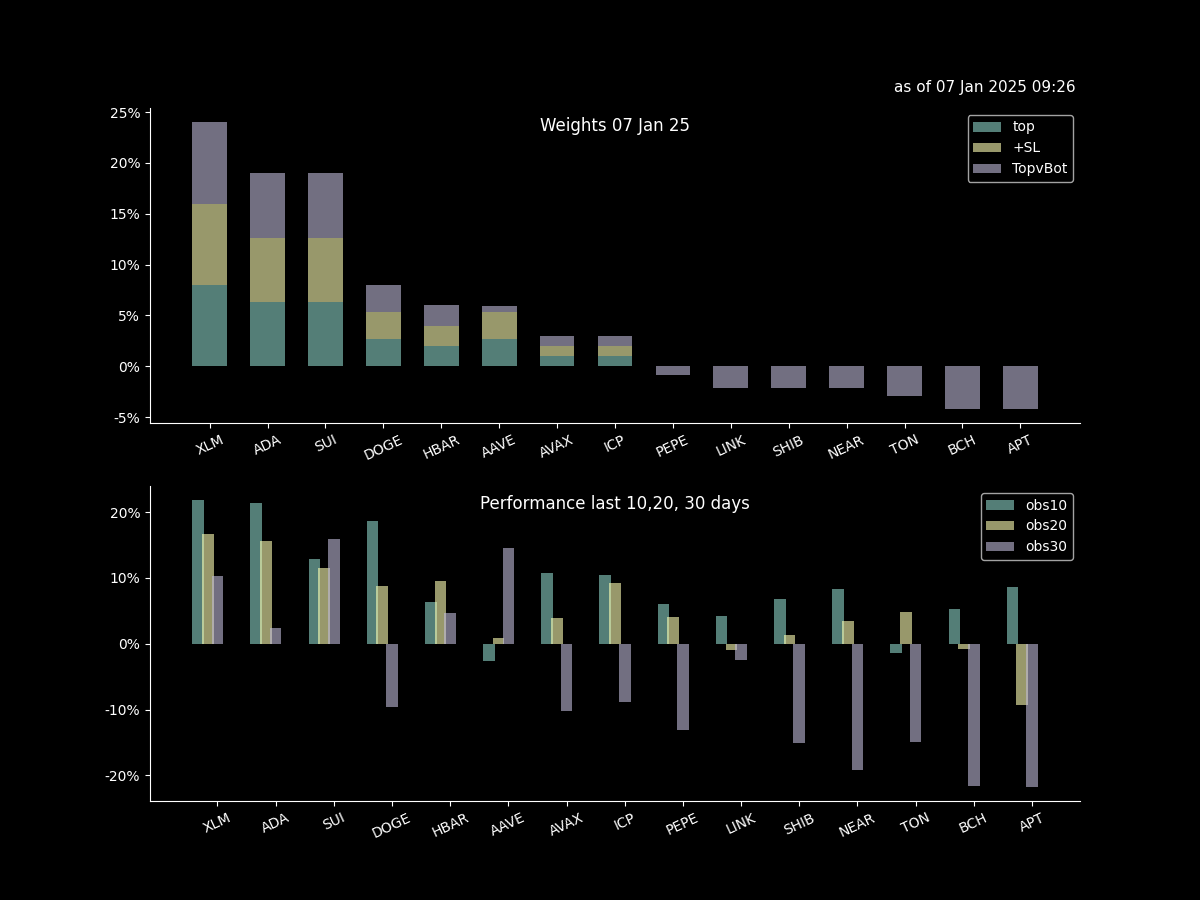 as of 07 Jan 2025 09:26
Weights 07 Jan 25
top
+SL
TopvBot
25%
20%
15%
10%
5%
0%
-5%
XLM ADA SUI DOGE HBAR AAVE AVAX ICP PEPE LINK SHIB NEAR TON BCH APT
Performance last 10,20, 30 days
obs10
obs20
obs30
20%
10%
0%
-10%
-20%
XLM ADA SUI DOGE HBAR AAVE AVAX ICP PEPE LINK SHIB NEAR TON BCH APT